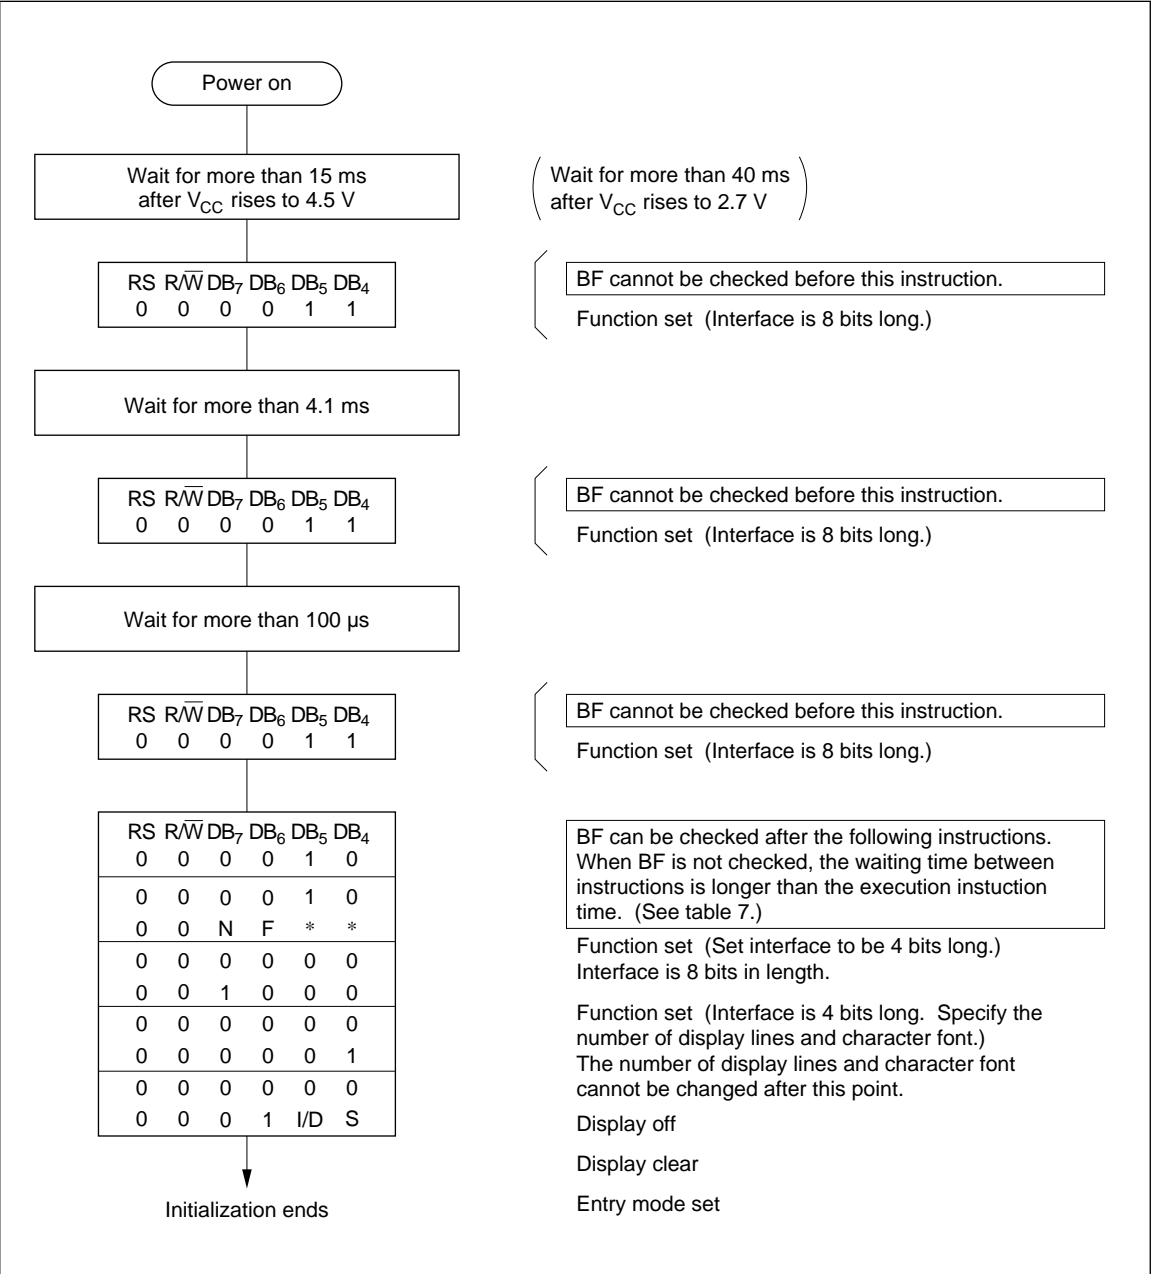 Power on
Wait for more than 15 ms
after VCC rises to 4.5 V
Wait for more than 40 ms
after VCC rises to 2.7 V
RS R/W̅ DB7 DB6 DB5 DB4
0 0 0 0 1 1
BF cannot be checked before this instruction.
Function set (Interface is 8 bits long.)
Wait for more than 4.1 ms
RS R/W̅ DB7 DB6 DB5 DB4
0 0 0 0 1 1
BF cannot be checked before this instruction.
Function set (Interface is 8 bits long.)
Wait for more than 100 µs
RS R/W̅ DB7 DB6 DB5 DB4
0 0 0 0 1 1
BF cannot be checked before this instruction.
Function set (Interface is 8 bits long.)
RS R/W̅ DB7 DB6 DB5 DB4
0 0 0 0 1 0
0 0 0 0 1 0
0 0 N F * *
0 0 0 0 0 0
0 0 1 0 0 0
0 0 0 0 0 0
0 0 0 0 0 1
0 0 0 0 0 0
0 0 0 1 I/D S
Initialization ends
BF can be checked after the following instructions.
When BF is not checked, the waiting time between
instructions is longer than the execution instuction
time. (See table 7.)
Function set (Set interface to be 4 bits long.)
Interface is 8 bits in length.
Function set (Interface is 4 bits long. Specify the
number of display lines and character font.)
The number of display lines and character font
cannot be changed after this point.
Display off
Display clear
Entry mode set